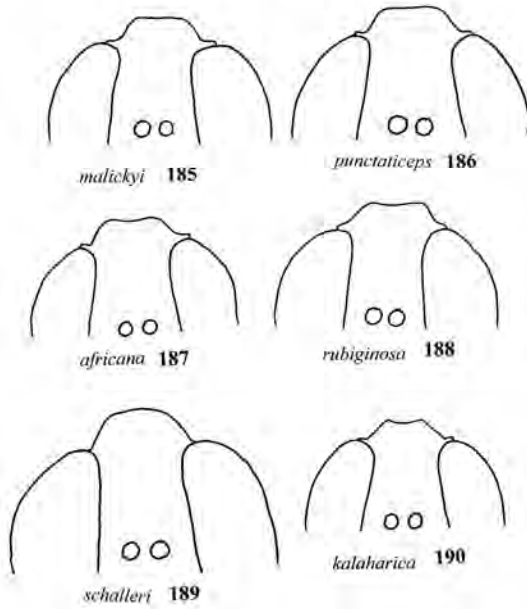 malickyi 185
punctaticeps 186
africana 187
rubiginosa 188
schalleri 189
kalaharica 190